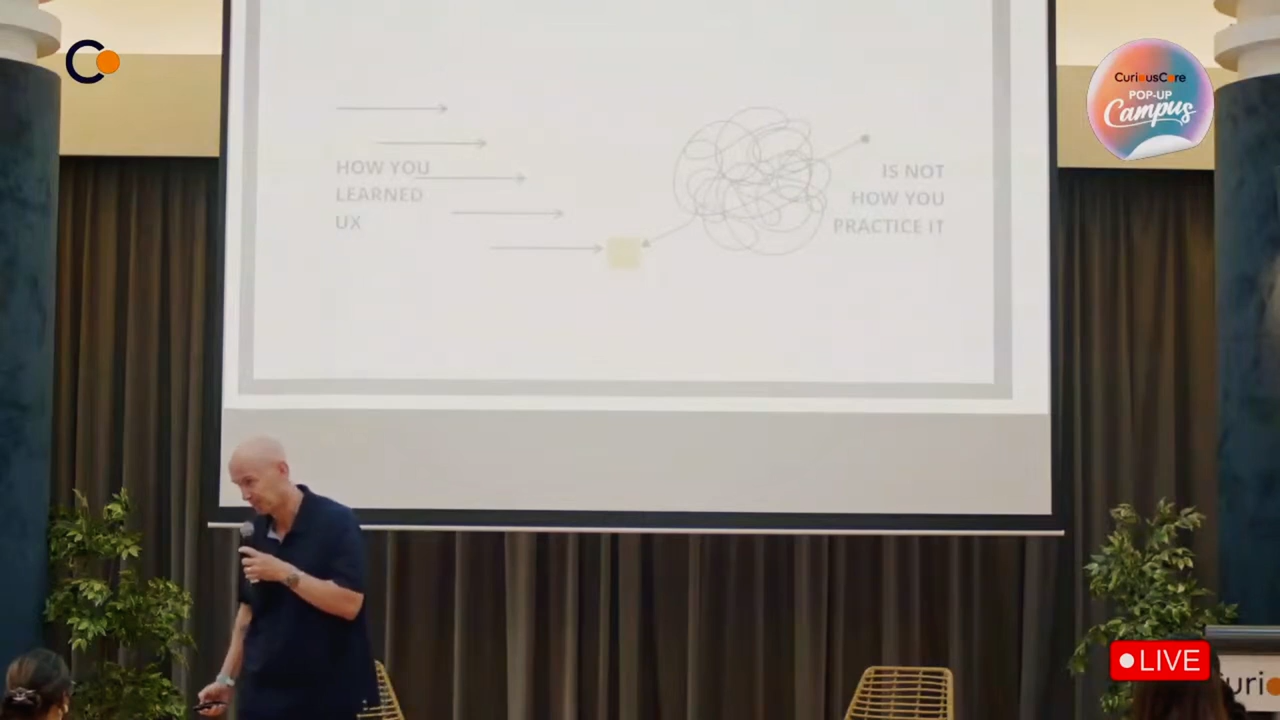 CuriousCore
POP-UP
Campus
HOW YOU
LEARNED
UX
IS NOT
HOW YOU
PRACTICE IT
LIVE